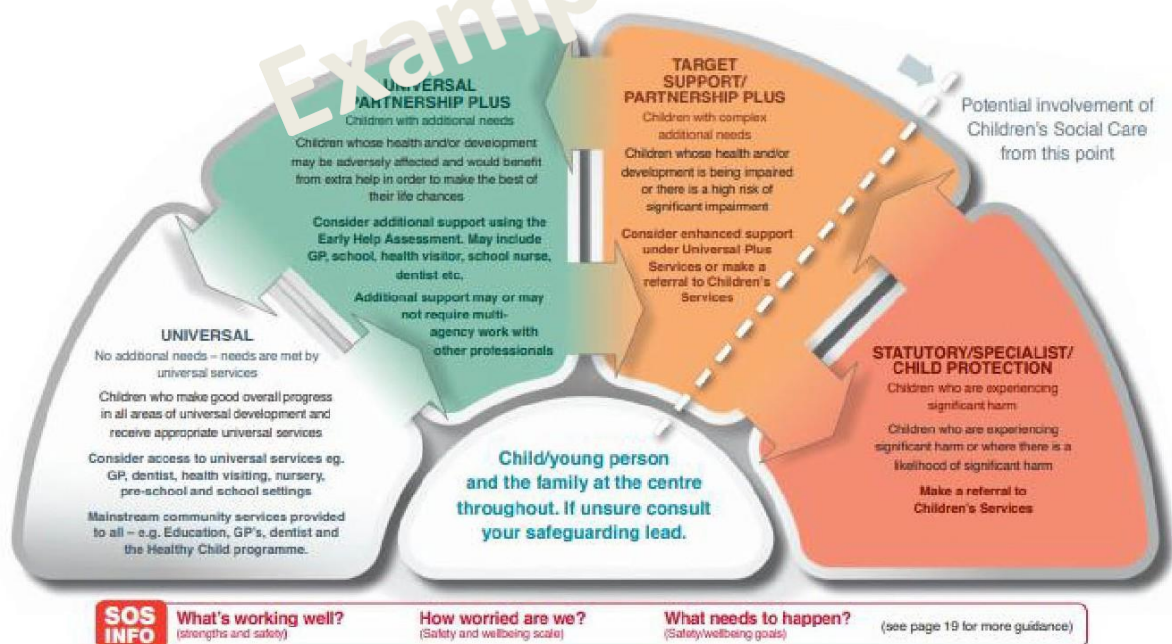 Examp
UNIVERSAL
PARTNERSHIP PLUS
Children with additional needs
Children whose health and/or development
may be adversely affected and would benefit
from extra help in order to make the best of
their life chances
Consider additional support using the
Early Help Assessment. May include
GP, school, health visitor, school nurse,
dentist etc.
Additional support may or may
not require multi-
agency work with
other professionals
TARGET
SUPPORT/
PARTNERSHIP PLUS
Children with complex
additional needs
Children whose health and/or
development is being impaired
or there is a high risk of
significant impairment
Consider enhanced support
under Universal Plus
Services or make a
referral to Children's
Services
Potential involvement of
Children's Social Care
from this point
UNIVERSAL
No additional needs – needs are met by
universal services
Children who make good overall progress
in all areas of universal development and
receive appropriate universal services
Consider access to universal services eg.
GP, dentist, health visiting, nursery,
pre-school and school settings
Mainstream community services provided
to all – e.g. Education, GP's, dentist and
the Healthy Child programme.
Child/young person
and the family at the centre
throughout. If unsure consult
your safeguarding lead.
STATUTORY/SPECIALIST/
CHILD PROTECTION
Children who are experiencing
significant harm
Children who are experiencing
significant harm or where there is a
likelihood of significant harm
Make a referral to
Children's Services
SOS
INFO
What's working well?
(strengths and safety)
How worried are we?
(Safety and wellbeing scale)
What needs to happen?
(Safety/wellbeing goals)
(see page 19 for more guidance)